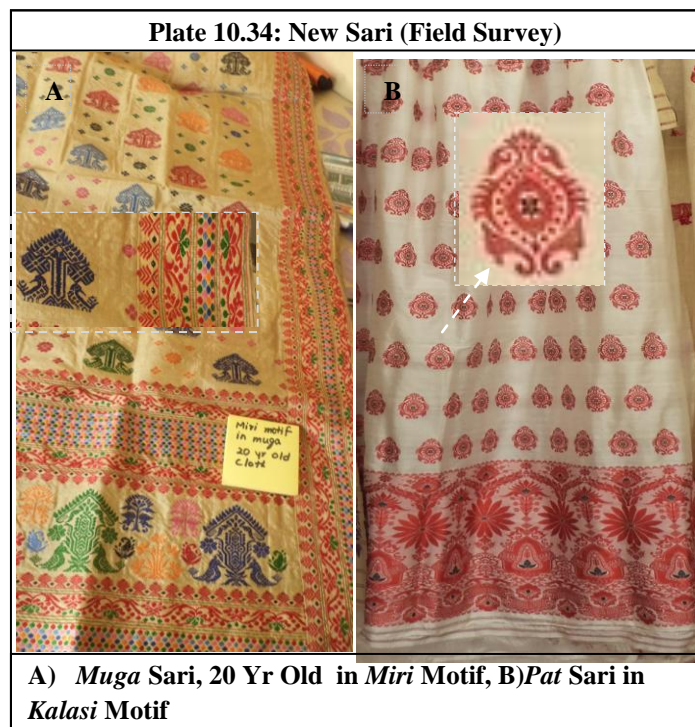 Plate 10.34: New Sari (Field Survey)
A
B
Miri motif
in muga
20 yr old
cloth
A) Muga Sari, 20 Yr Old in Miri Motif, B)Pat Sari in
Kalasi Motif